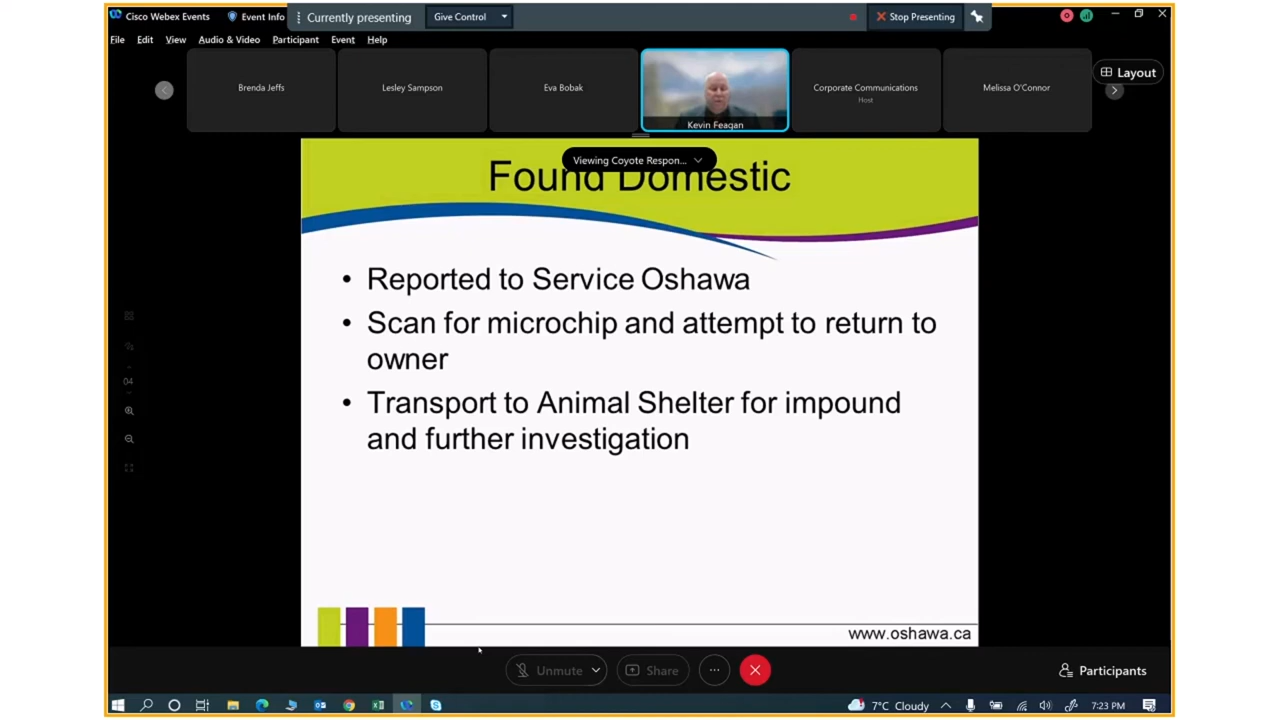 Cisco Webex Events Event Info Currently presenting Give Control Stop Presenting
File Edit View Audio & Video Participant Event Help
Brenda Jeffs
Lesley Sampson
Eva Bobak
Kevin Feagan
Corporate Communications
Host
Melissa O'Connor
Layout
Viewing Coyote Respon...
Found Domestic
• Reported to Service Oshawa
• Scan for microchip and attempt to return to
owner
• Transport to Animal Shelter for impound
and further investigation
04
www.oshawa.ca
Unmute Share Participants
7°C Cloudy 7:23 PM